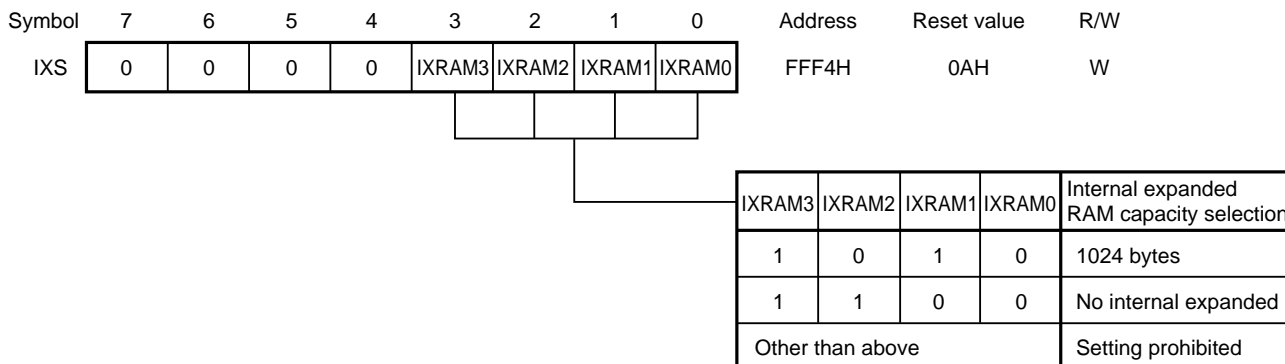 Symbol 7 6 5 4 3 2 1 0 Address Reset value R/W
IXS 0 0 0 0 IXRAM3 IXRAM2 IXRAM1 IXRAM0 FFF4H 0AH W
IXRAM3 IXRAM2 IXRAM1 IXRAM0 Internal expanded
RAM capacity selection
1 0 1 0 1024 bytes
1 1 0 0 No internal expanded
Other than above Setting prohibited